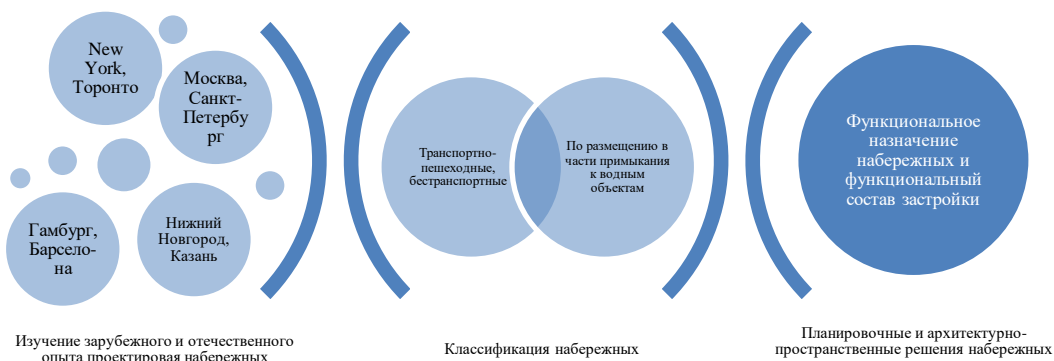 New
York,
Торонто
Москва,
Санкт-
Петербу
рг
Гамбург,
Барсело-
на
Нижний
Новгород,
Казань
Изучение зарубежного и отечественного
опыта проектировая набережных
Транспортно-
пешеходные,
бестранспортные
По размещению в
части примыкания
к водным
объектам
Классификация набережных
Функциональное
назначение
набережных и
функциональный
состав застройки
Планировочные и архитектурно-
пространственные решения набережных